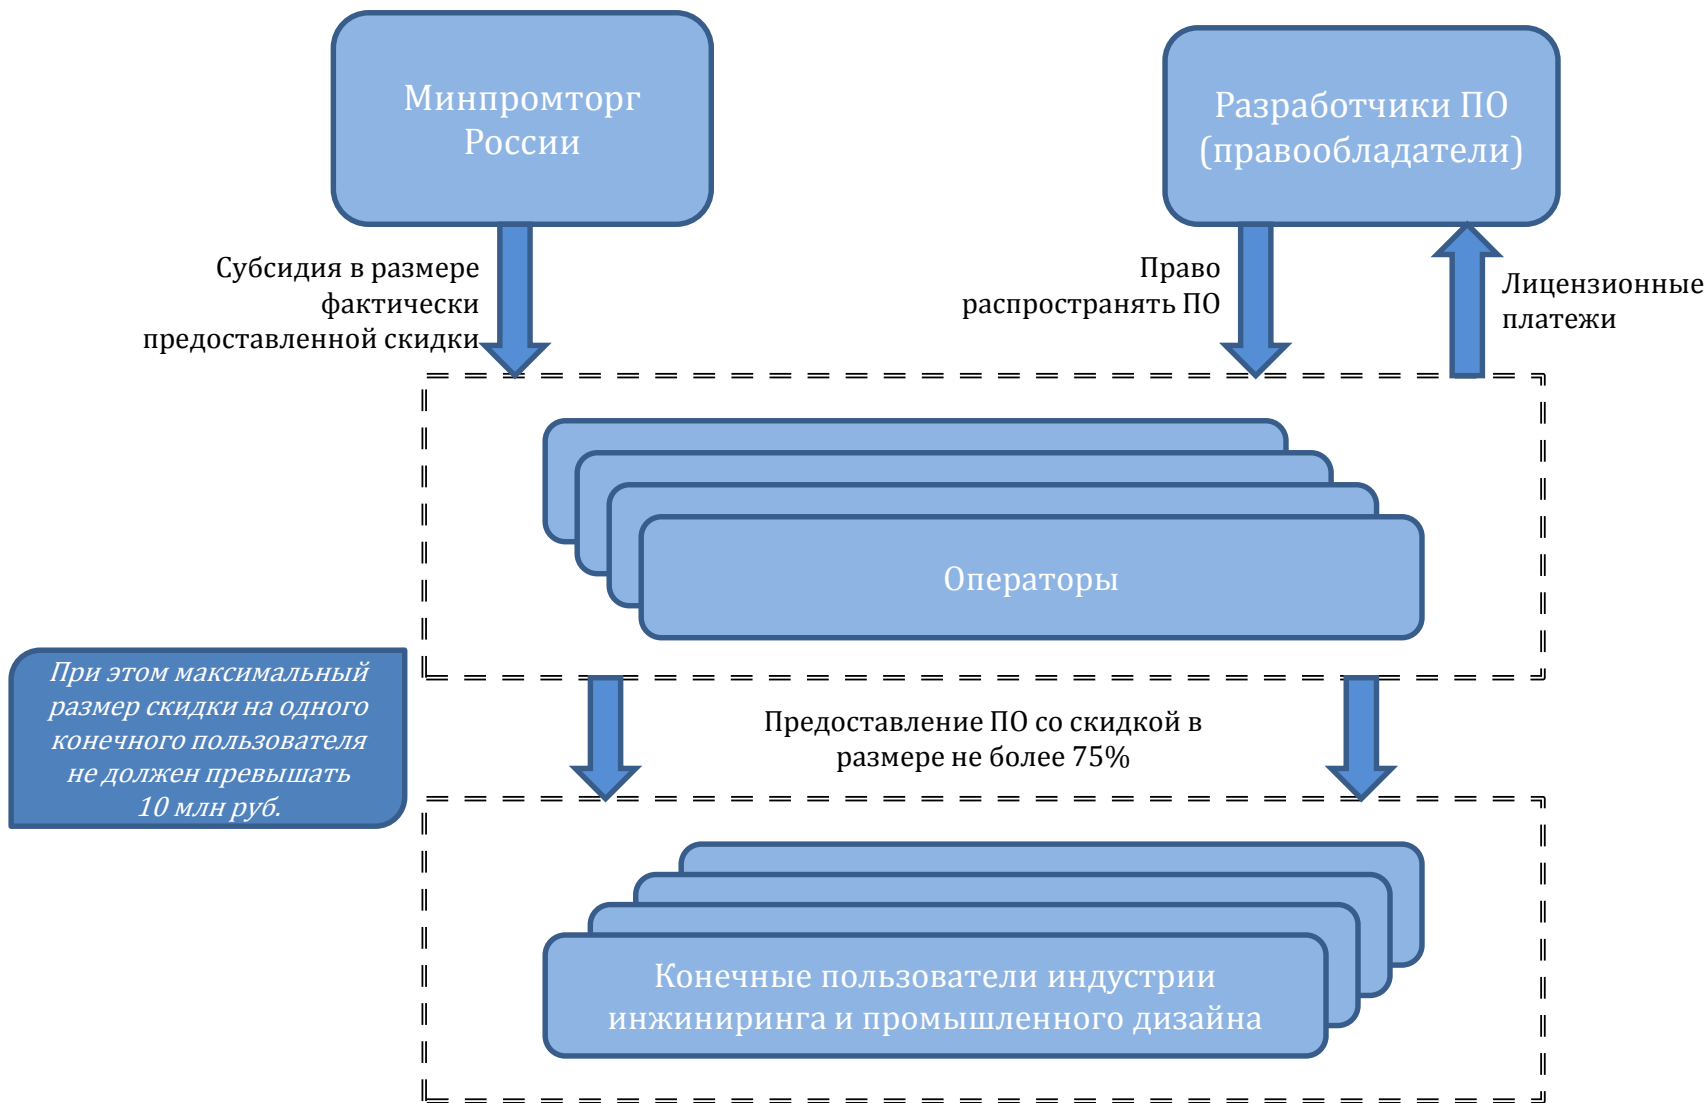 Минпромторг
России
Разработчики ПО
(правообладатели)
Субсидия в размере
фактически
предоставленной скидки
Право
распространять ПО
Лицензионные
платежи
Операторы
При этом максимальный
размер скидки на одного
конечного пользователя
не должен превышать
10 млн руб.
Предоставление ПО со скидкой в
размере не более 75%
Конечные пользователи индустрии
инжиниринга и промышленного дизайна